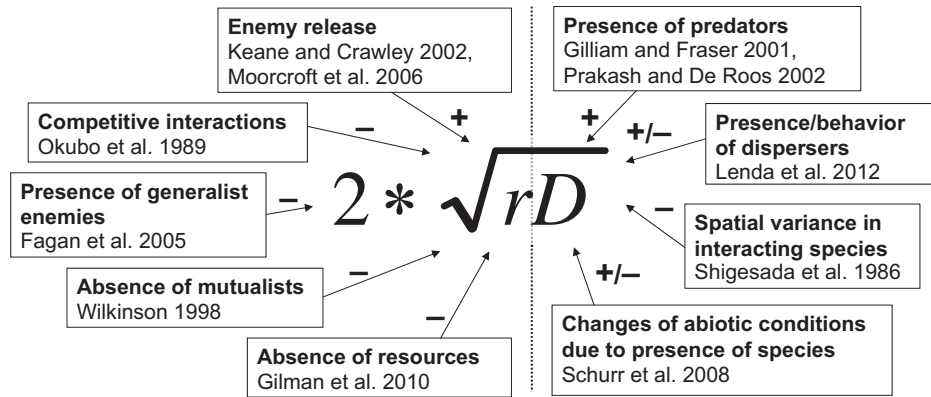 Enemy release
Keane and Crawley 2002,
Moorcroft et al. 2006
+
Presence of predators
Gilliam and Fraser 2001,
Prakash and De Roos 2002
+
Competitive interactions
Okubo et al. 1989
–
+/–
Presence/behavior
of dispersers
Lenda et al. 2012
Presence of generalist
enemies
Fagan et al. 2005
–
2 * √rD
–
Spatial variance in
interacting species
Shigesada et al. 1986
Absence of mutualists
Wilkinson 1998
–
+/–
Absence of resources
Gilman et al. 2010
–
Changes of abiotic conditions
due to presence of species
Schurr et al. 2008